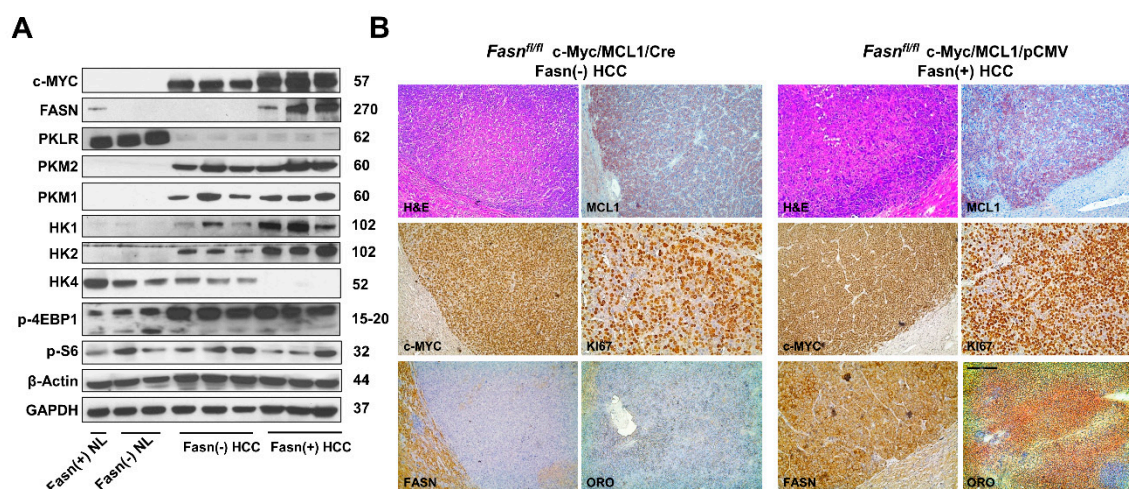 A
c-MYC 57
FASN 270
PKLR 62
PKM2 60
PKM1 60
HK1 102
HK2 102
HK4 52
p-4EBP1 15-20
p-S6 32
β-Actin 44
GAPDH 37
Fasn(+) NL
Fasn(-) NL
Fasn(-) HCC
Fasn(+) HCC
B
Fasnfl/fl c-Myc/MCL1/Cre
Fasn(-) HCC
Fasnfl/fl c-Myc/MCL1/pCMV
Fasn(+) HCC
H&E MCL1 H&E MCL1
c-MYC KI67 c-MYC KI67
FASN ORO FASN ORO